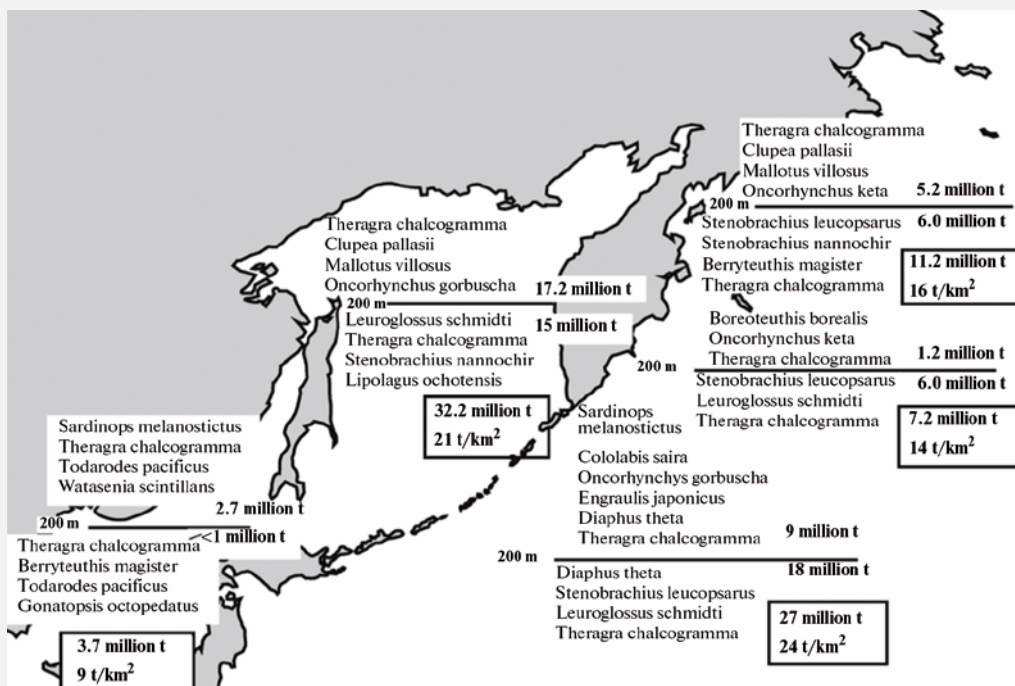 Theragra chalcogramma
Clupea pallasii
Mallotus villosus
Oncorhynchus keta 5.2 million t
200 m
Stenobrachius leucopsarus 6.0 million t
Stenobrachius nannochir
Berryteuthis magister
Theragra chalcogramma
11.2 million t
16 t/km²
Boreoteuthis borealis
Oncorhynchus keta
Theragra chalcogramma 1.2 million t
200 m
Stenobrachius leucopsarus 6.0 million t
Leuroglossus schmidti
Theragra chalcogramma
7.2 million t
14 t/km²
Theragra chalcogramma
Clupea pallasii
Mallotus villosus
Oncorhynchus gorbuscha 17.2 million t
200 m
Leuroglossus schmidti 15 million t
Theragra chalcogramma
Stenobrachius nannochir
Lipolagus ochotensis
32.2 million t
21 t/km²
Sardinops melanostictus
Theragra chalcogramma
Todarodes pacificus
Watasenia scintillans
2.7 million t
200 m
<1 million t
Theragra chalcogramma
Berryteuthis magister
Todarodes pacificus
Gonatopsis octopedatus
3.7 million t
9 t/km²
Sardinops
melanostictus
Cololabis saira
Oncorhynchys gorbuscha
Engraulis japonicus
Diaphus theta
Theragra chalcogramma 9 million t
200 m
Diaphus theta 18 million t
Stenobrachius leucopsarus
Leuroglossus schmidti
Theragra chalcogramma
27 million t
24 t/km²